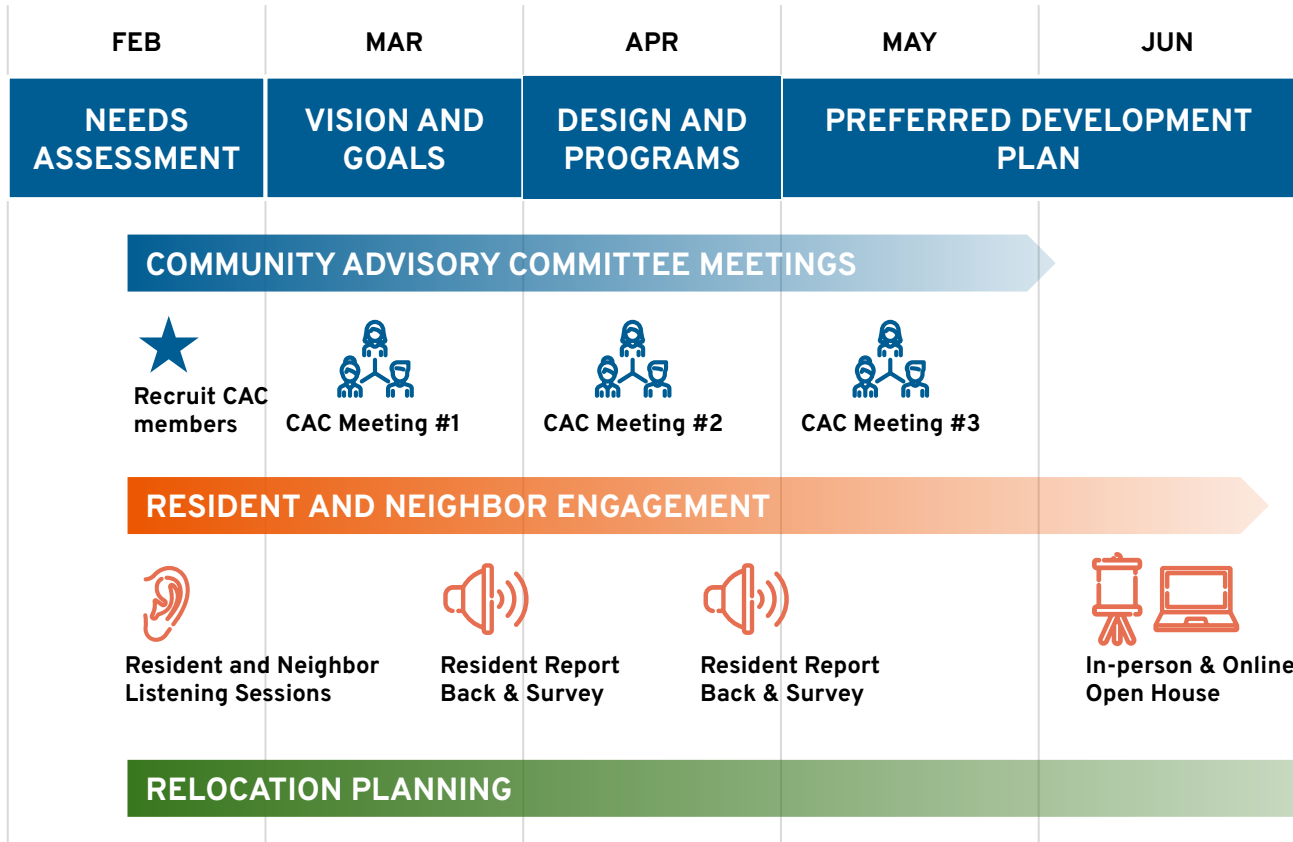 FEB
MAR
APR
MAY
JUN
NEEDS
ASSESSMENT
VISION AND
GOALS
DESIGN AND
PROGRAMS
PREFERRED DEVELOPMENT
PLAN
COMMUNITY ADVISORY COMMITTEE MEETINGS
Recruit CAC
members
CAC Meeting #1
CAC Meeting #2
CAC Meeting #3
RESIDENT AND NEIGHBOR ENGAGEMENT
Resident and Neighbor
Listening Sessions
Resident Report
Back & Survey
Resident Report
Back & Survey
In-person & Online
Open House
RELOCATION PLANNING